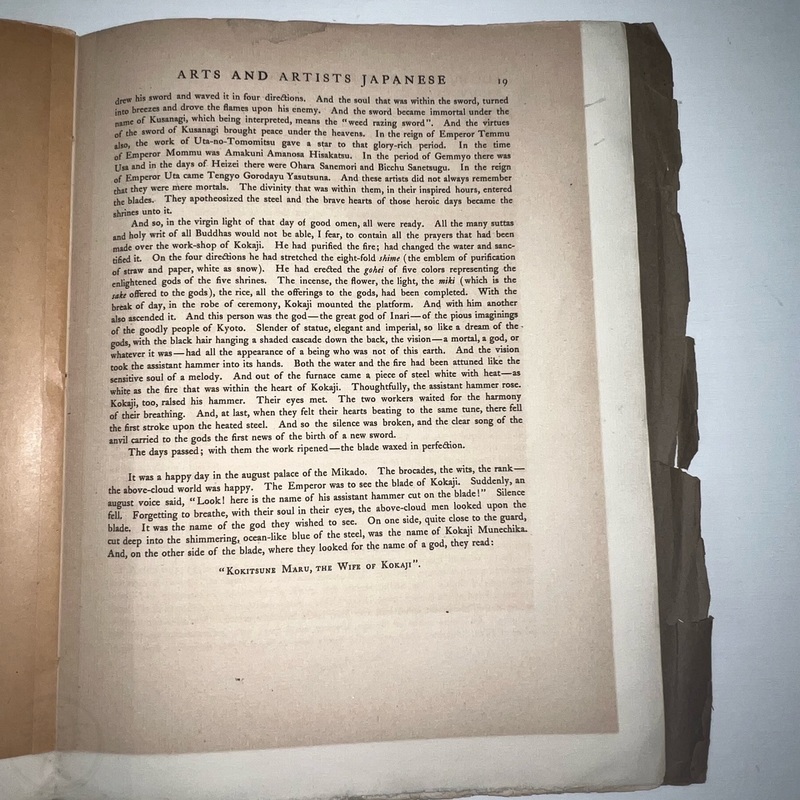 ARTS AND ARTISTS JAPANESE 19
drew his sword and waved it in four directions. And the soul that was within the sword, turned
into breezes and drove the flames upon his enemy. And the sword became immortal under the
name of Kusanagi, which being interpreted, means the "weed razing sword". And the virtues
of the sword of Kusanagi brought peace under the heavens. In the reign of Emperor Temmu
also, the work of Uta-no-Tomomitsu gave a star to that glory-rich period. In the time
of Emperor Mommu was Amakuni Amanosa Hisakatsu. In the period of Gemmyo there was
Usa and in the days of Heizei there were Ohara Sanemori and Bicchu Sanetsugu. In the reign
of Emperor Uta came Tengyo Gorodayu Yasutsuna. And these artists did not always remember
that they were mere mortals. The divinity that was within them, in their inspired hours, entered
the blades. They apotheosized the steel and the brave hearts of those heroic days became the
shrines unto it.
And so, in the virgin light of that day of good omen, all were ready. All the many suttas
and holy writ of all Buddhas would not be able, I fear, to contain all the prayers that had been
made over the work-shop of Kokaji. He had purified the fire; had changed the water and sanc-
tified it. On the four directions he had stretched the eight-fold shime (the emblem of purification
of straw and paper, white as snow). He had erected the gohei of five colors representing the
enlightened gods of the five shrines. The incense, the flower, the light, the miki (which is the
sake offered to the gods), the rice, all the offerings to the gods, had been completed. With the
break of day, in the robe of ceremony, Kokaji mounted the platform. And with him another
also ascended it. And this person was the god—the great god of Inari—of the pious imaginings
of the goodly people of Kyoto. Slender of statue, elegant and imperial, so like a dream of the
gods, with the black hair hanging a shaded cascade down the back, the vision—a mortal, a god, or
whatever it was—had all the appearance of a being who was not of this earth. And the vision
took the assistant hammer into its hands. Both the water and the fire had been attuned like the
sensitive soul of a melody. And out of the furnace came a piece of steel white with heat—as
white as the fire that was within the heart of Kokaji. Thoughtfully, the assistant hammer rose.
Kokaji, too, raised his hammer. Their eyes met. The two workers waited for the harmony
of their breathing. And, at last, when they felt their hearts beating to the same tune, there fell
the first stroke upon the heated steel. And so the silence was broken, and the clear song of the
anvil carried to the gods the first news of the birth of a new sword.
The days passed; with them the work ripened—the blade waxed in perfection.
It was a happy day in the august palace of the Mikado. The brocades, the wits, the rank—
the above-cloud world was happy. The Emperor was to see the blade of Kokaji. Suddenly, an
august voice said, "Look! here is the name of his assistant hammer cut on the blade!" Silence
fell. Forgetting to breathe, with their soul in their eyes, the above-cloud men looked upon the
blade. It was the name of the god they wished to see. On one side, quite close to the guard,
cut deep into the shimmering, ocean-like blue of the steel, was the name of Kokaji Munechika.
And, on the other side of the blade, where they looked for the name of a god, they read:
"KOKITSUNE MARU, THE WIFE OF KOKAJI".